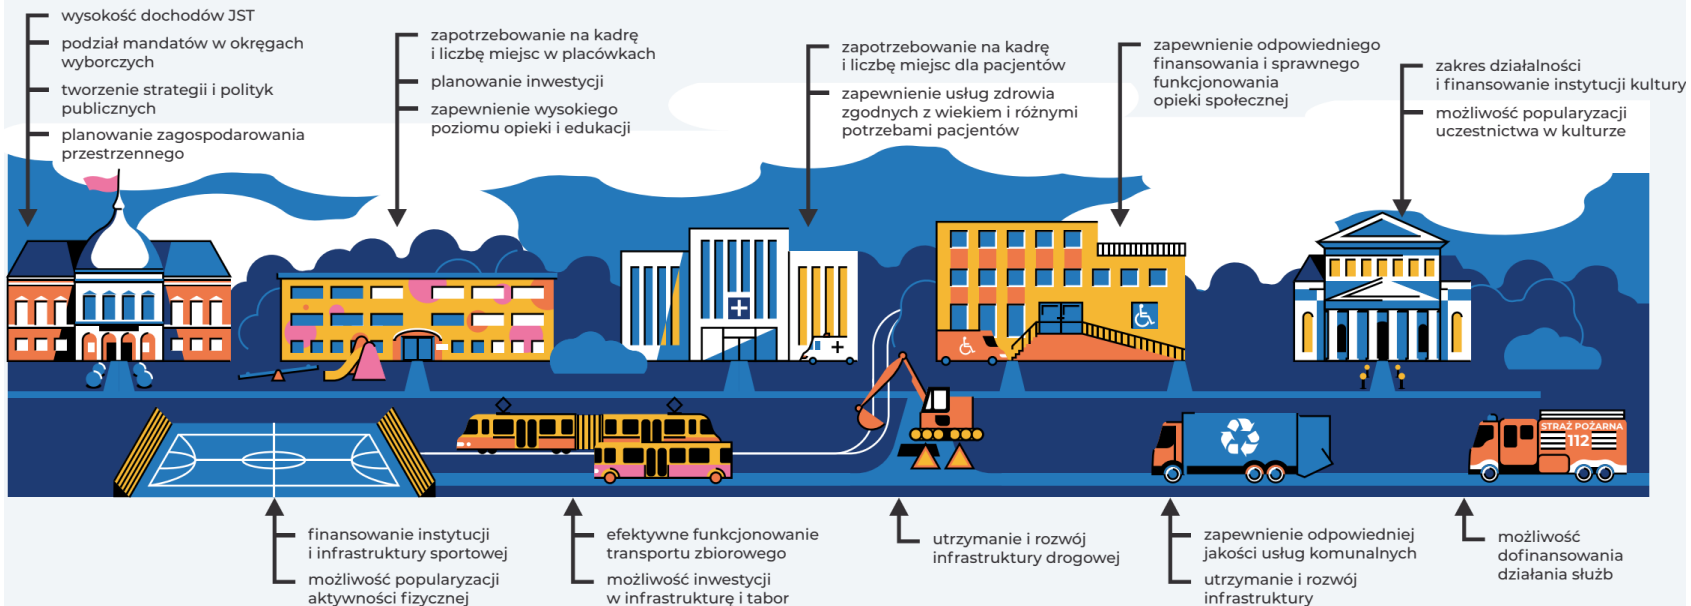 wysokość dochodów JST
podział mandatów w okręgach
wyborczych
tworzenie strategii i polityk
publicznych
planowanie zagospodarowania
przestrzennego
zapotrzebowanie na kadrę
i liczbę miejsc w placówkach
planowanie inwestycji
zapewnienie wysokiego
poziomu opieki i edukacji
zapotrzebowanie na kadrę
i liczbę miejsc dla pacjentów
zapewnienie usług zdrowia
zgodnych z wiekiem i różnymi
potrzebami pacjentów
zapewnienie odpowiedniego
finansowania i sprawnego
funkcjonowania
opieki społecznej
zakres działalności
i finansowanie instytucji kultury
możliwość popularyzacji
uczestnictwa w kulturze
STRAŻ POŻARNA
112
finansowanie instytucji
i infrastruktury sportowej
możliwość popularyzacji
aktywności fizycznej
efektywne funkcjonowanie
transportu zbiorowego
możliwość inwestycji
w infrastrukturę i tabor
utrzymanie i rozwój
infrastruktury drogowej
zapewnienie odpowiedniej
jakości usług komunalnych
utrzymanie i rozwój
infrastruktury
możliwość
dofinansowania
działania służb